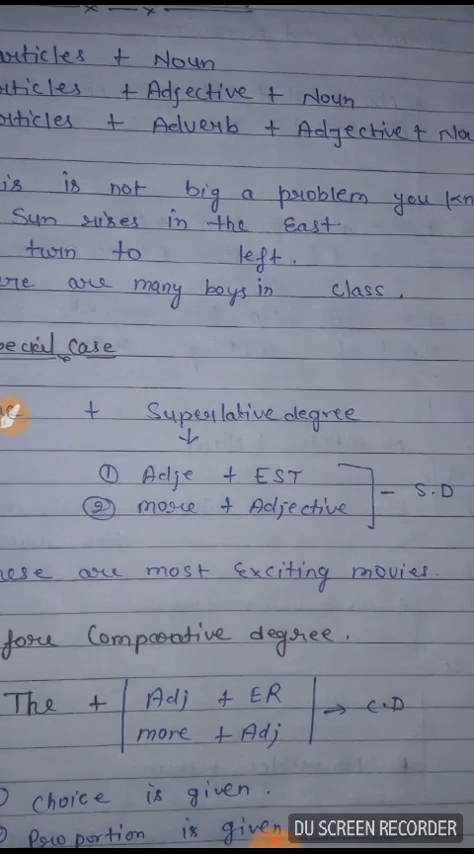 articles + Noun
rticles + Adjective + Noun
rticles + Adverb + Adjective + No
is is not big a problem you kn
Sun rises in the East
turn to left.
ere are many boys in class.
pecial Case
+ Superlative degree
↓
① Adje + EST
② more + Adjective
- S.D
hese are most Exciting movies.
fore Comparative degree.
The + Adj + ER
more + Adj
→ C.D
choice is given.
Proportion is given
DU SCREEN RECORDER